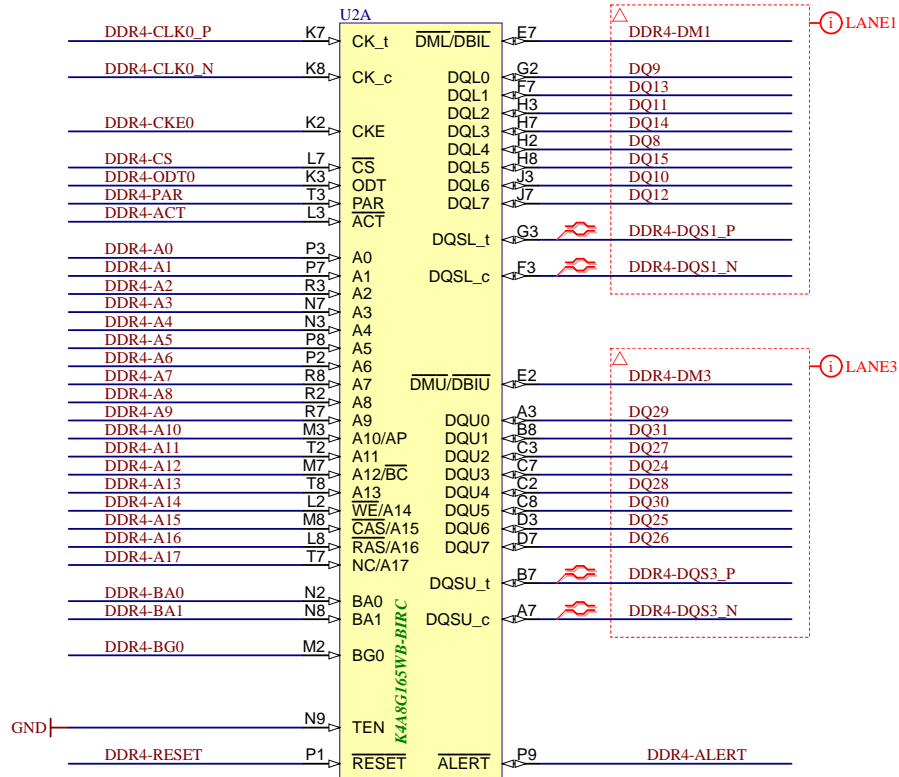 U2A
DDR4-CLK0_P K7 CK_t DML/DBIL E7 DDR4-DM1 LANE1
DDR4-CLK0_N K8 CK_c DQL0 G2 DQ9
DQL1 F7 DQ13
DQL2 H3 DQ11
DDR4-CKE0 K2 CKE DQL3 H7 DQ14
DQL4 H2 DQ8
DDR4-CS L7 CS DQL5 H8 DQ15
DDR4-ODT0 K3 ODT DQL6 J3 DQ10
DDR4-PAR T3 PAR DQL7 J7 DQ12
DDR4-ACT L3 ACT
DQSL_t G3 DDR4-DQS1_P
DDR4-A0 P3 A0
DDR4-A1 P7 A1 DQSL_c F3 DDR4-DQS1_N
DDR4-A2 R3 A2
DDR4-A3 N7 A3
DDR4-A4 N3 A4
DDR4-A5 P8 A5
DDR4-A6 P2 A6 LANE3
DDR4-A7 R8 A7 DMU/DBIU E2 DDR4-DM3
DDR4-A8 R2 A8
DDR4-A9 R7 A9 DQU0 A3 DQ29
DDR4-A10 M3 A10/AP DQU1 B8 DQ31
DDR4-A11 T2 A11 DQU2 C3 DQ27
DDR4-A12 M7 A12/BC DQU3 C7 DQ24
DDR4-A13 T8 A13 DQU4 C2 DQ28
DDR4-A14 L2 WE/A14 DQU5 C8 DQ30
DDR4-A15 M8 CAS/A15 DQU6 D3 DQ25
DDR4-A16 L8 RAS/A16 DQU7 D7 DQ26
DDR4-A17 T7 NC/A17
DQSU_t B7 DDR4-DQS3_P
DDR4-BA0 N2 BA0
DDR4-BA1 N8 BA1 DQSU_c A7 DDR4-DQS3_N
DDR4-BG0 M2 BG0
K4A8G165WB-BIRC
GND N9 TEN
DDR4-RESET P1 RESET ALERT P9 DDR4-ALERT